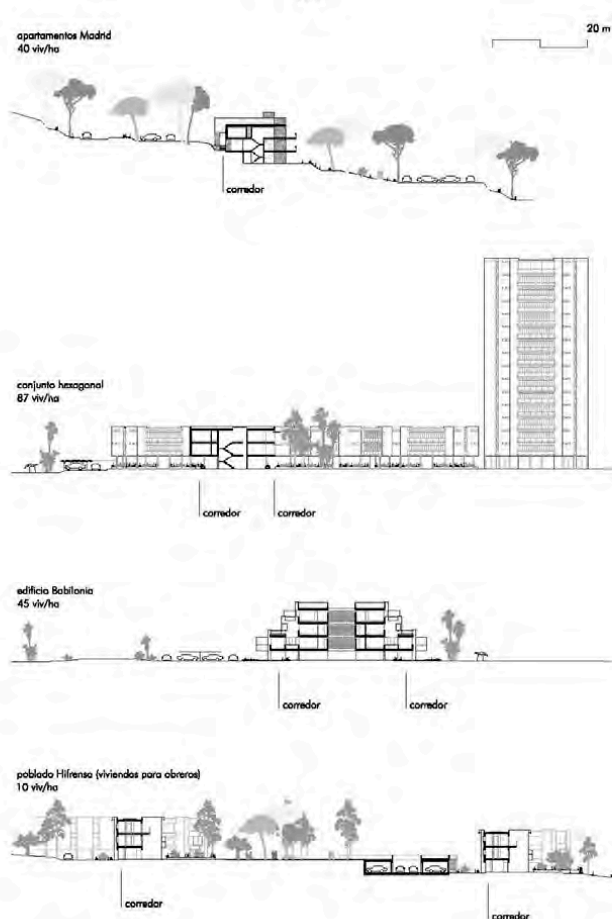 20 m
apartamentos Madrid
40 viv/ha
corredor
conjunto hexagonal
87 viv/ha
corredor
corredor
edificio Babilonia
45 viv/ha
corredor
corredor
poblado Hifrensa (viviendas para obreros)
10 viv/ha
corredor
corredor